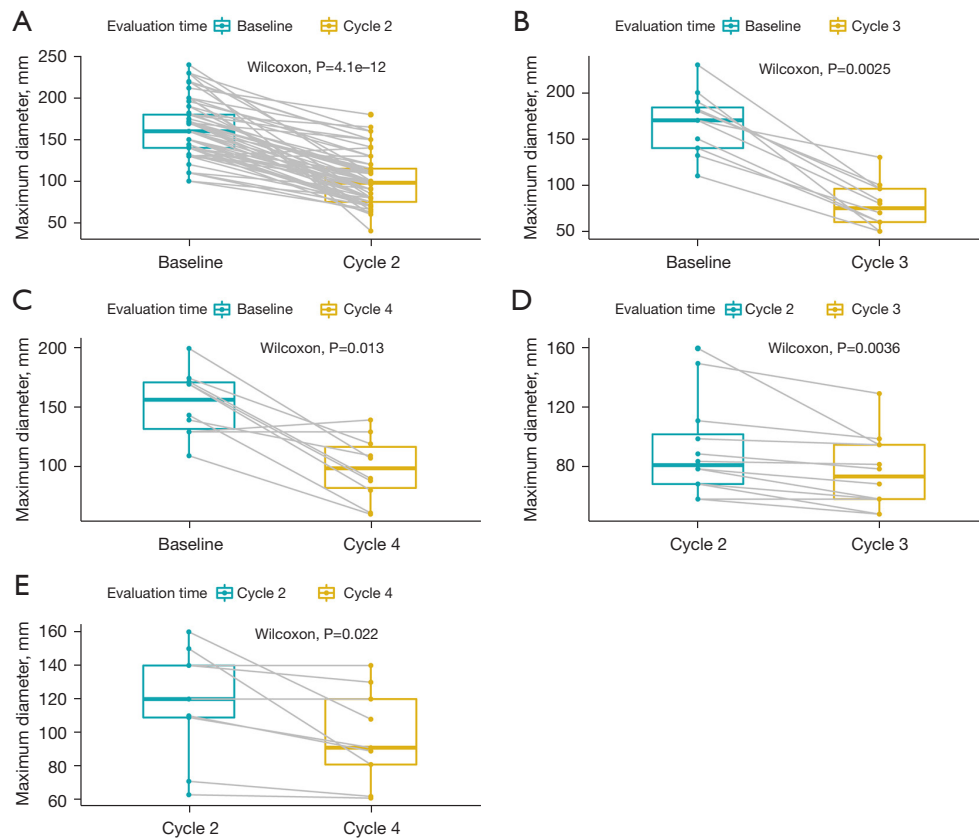 A
Evaluation time Baseline Cycle 2
Wilcoxon, P=4.1e–12
Maximum diameter, mm
250
200
150
100
50
Baseline Cycle 2
B
Evaluation time Baseline Cycle 3
Wilcoxon, P=0.0025
Maximum diameter, mm
200
150
100
50
Baseline Cycle 3
C
Evaluation time Baseline Cycle 4
Wilcoxon, P=0.013
Maximum diameter, mm
200
150
100
Baseline Cycle 4
D
Evaluation time Cycle 2 Cycle 3
Wilcoxon, P=0.0036
Maximum diameter, mm
160
120
80
Cycle 2 Cycle 3
E
Evaluation time Cycle 2 Cycle 4
Wilcoxon, P=0.022
Maximum diameter, mm
160
140
120
100
80
60
Cycle 2 Cycle 4